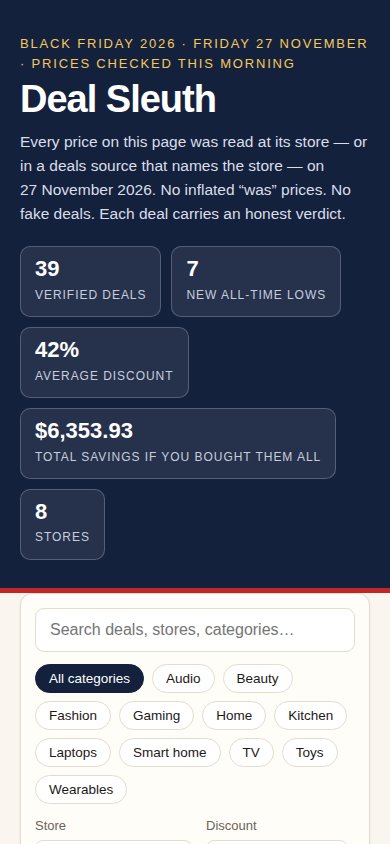 BLACK FRIDAY 2026 · FRIDAY 27 NOVEMBER
· PRICES CHECKED THIS MORNING
Deal Sleuth
Every price on this page was read at its store — or
in a deals source that names the store — on
27 November 2026. No inflated “was” prices. No
fake deals. Each deal carries an honest verdict.
39
VERIFIED DEALS
7
NEW ALL-TIME LOWS
42%
AVERAGE DISCOUNT
$6,353.93
TOTAL SAVINGS IF YOU BOUGHT THEM ALL
8
STORES
Search deals, stores, categories…
All categories Audio Beauty
Fashion Gaming Home Kitchen
Laptops Smart home TV Toys
Wearables
Store Discount